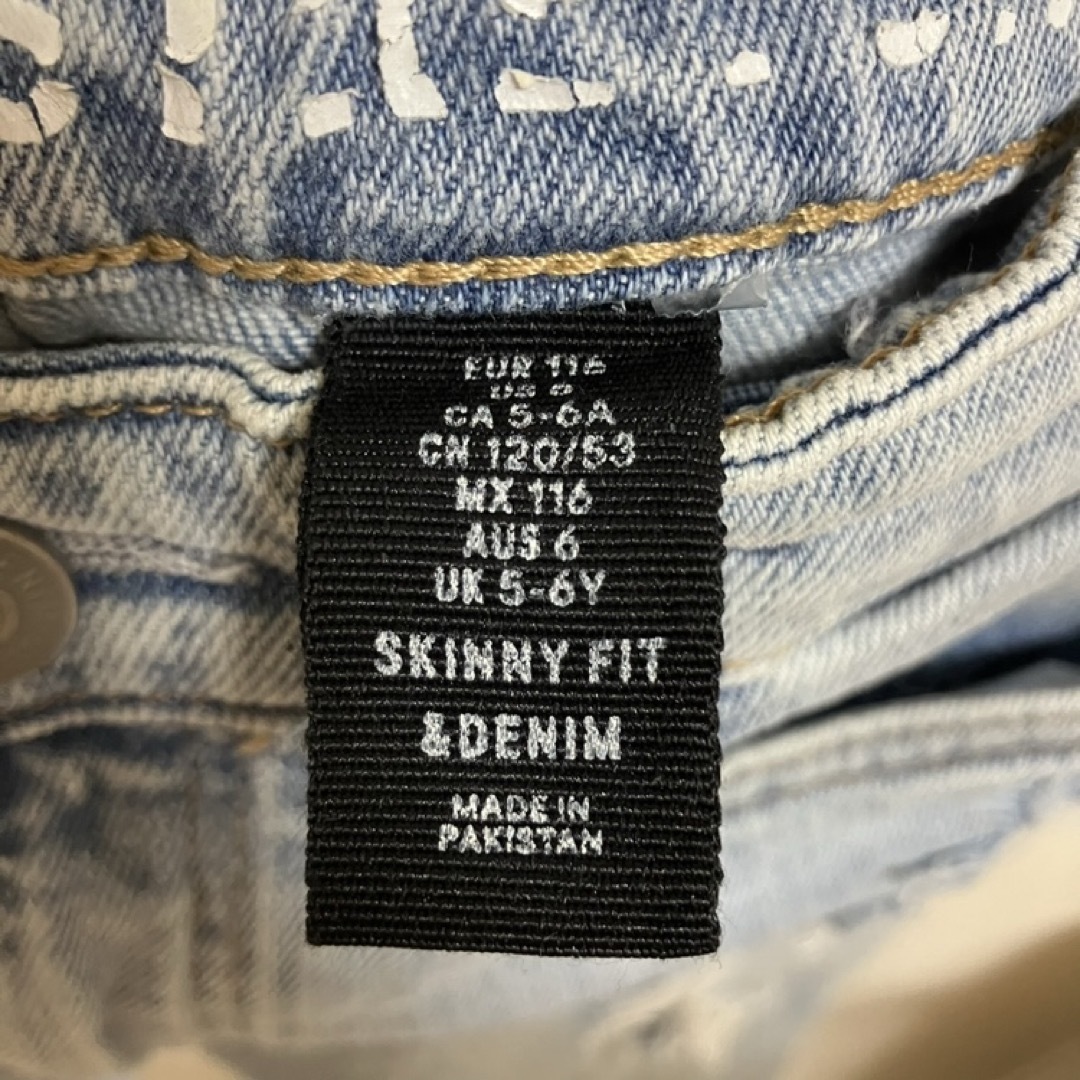 EUR 116
US
CA 5-6A
CN 120/53
MX 116
AUS 6
UK 5-6Y
SKINNY FIT
&DENIM
MADE IN
PAKISTAN